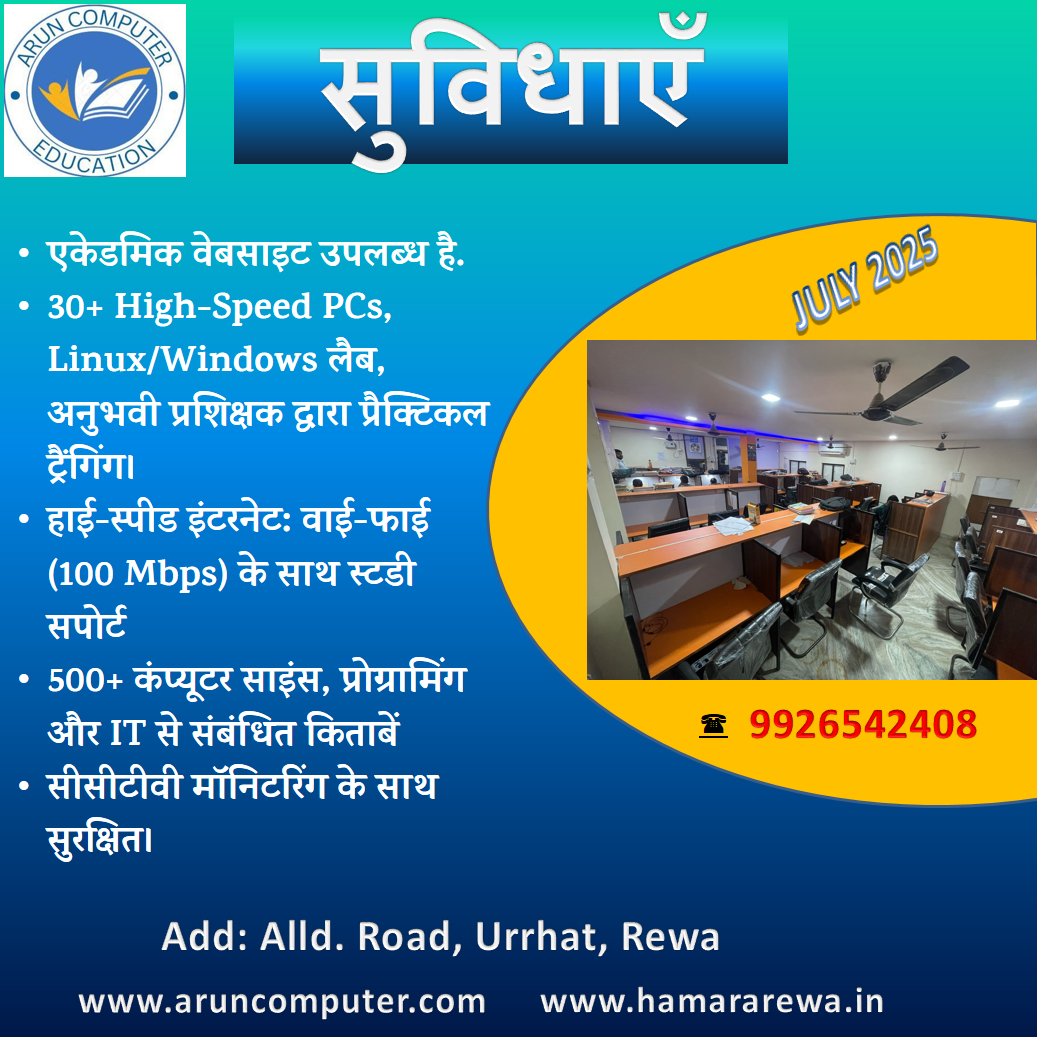 ARUN COMPUTER
EDUCATION
सुविधाएँ
• एकेडमिक वेबसाइट उपलब्ध है.
• 30+ High-Speed PCs,
Linux/Windows लैब,
अनुभवी प्रशिक्षक द्वारा प्रैक्टिकल
ट्रैंगिंग।
• हाई-स्पीड इंटरनेट: वाई-फाई
(100 Mbps) के साथ स्टडी
सपोर्ट
• 500+ कंप्यूटर साइंस, प्रोग्रामिंग
और IT से संबंधित किताबें
• सीसीटीवी मॉनिटरिंग के साथ
सुरक्षित।
JULY 2025
☎ 9926542408
Add: Alld. Road, Urrhat, Rewa
www.aruncomputer.com www.hamararewa.in